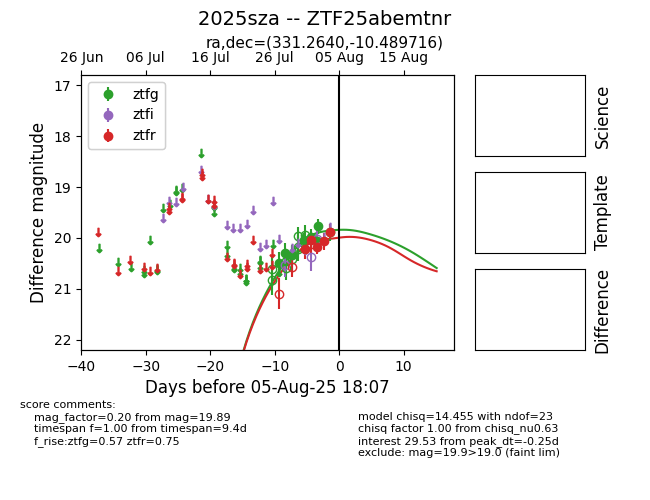 2025sza -- ZTF25abemtnr
ra,dec=(331.2640,-10.489716)
26 Jun 06 Jul 16 Jul 26 Jul 05 Aug 15 Aug
17
18
19
20
21
22
Difference magnitude
ztfg
ztfi
ztfr
−40 −30 −20 −10 0 10
Days before 05-Aug-25 18:07
Science
Template
Difference
score comments:
mag_factor=0.20 from mag=19.89
timespan f=1.00 from timespan=9.4d
f_rise:ztfg=0.57 ztfr=0.75
model chisq=14.455 with ndof=23
chisq factor 1.00 from chisq_nu0.63
interest 29.53 from peak_dt=-0.25d
exclude: mag=19.9>19.0 (faint lim)